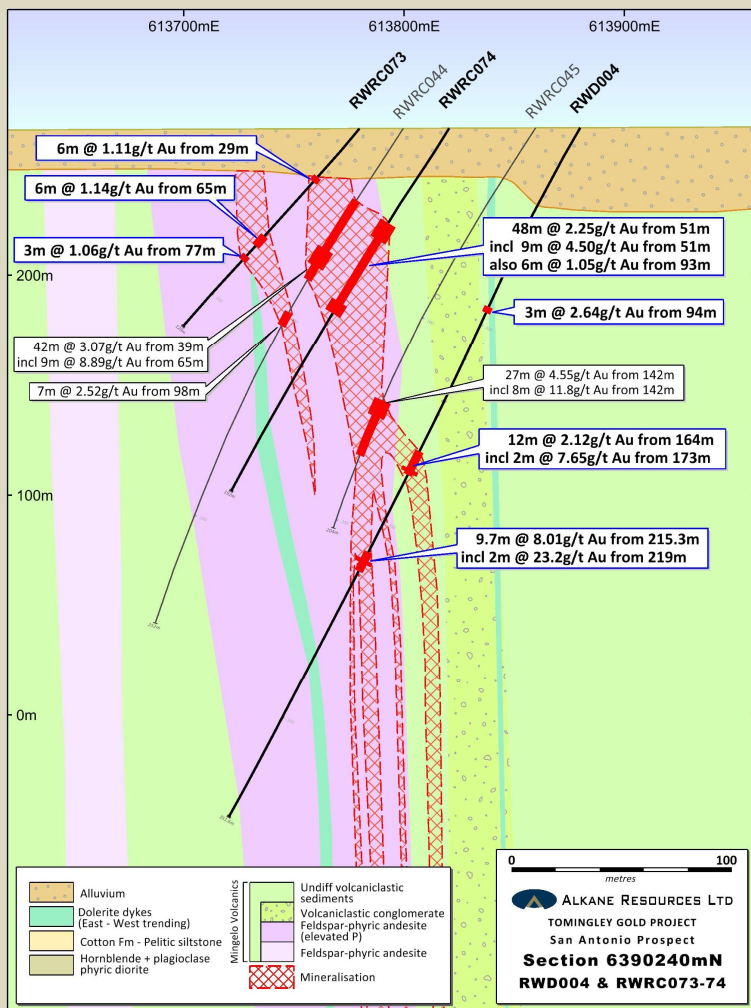 613700mE
613800mE
613900mE
RWRC073
RWRC044
RWRC074
RWRC045
RWD004
6m @ 1.11g/t Au from 29m
6m @ 1.14g/t Au from 65m
3m @ 1.06g/t Au from 77m
48m @ 2.25g/t Au from 51m
incl 9m @ 4.50g/t Au from 51m
also 6m @ 1.05g/t Au from 93m
200m
3m @ 2.64g/t Au from 94m
42m @ 3.07g/t Au from 39m
incl 9m @ 8.89g/t Au from 65m
7m @ 2.52g/t Au from 98m
27m @ 4.55g/t Au from 142m
incl 8m @ 11.8g/t Au from 142m
12m @ 2.12g/t Au from 164m
incl 2m @ 7.65g/t Au from 173m
100m
9.7m @ 8.01g/t Au from 215.3m
incl 2m @ 23.2g/t Au from 219m
0m
Alluvium
Dolerite dykes
(East - West trending)
Cotton Fm - Pelitic siltstone
Hornblende + plagioclase
phyric diorite
Mingelo Volcanics
Undiff volcaniclastic
sediments
Volcaniclastic conglomerate
Feldspar-phyric andesite
(elevated P)
Feldspar-phyric andesite
Mineralisation
0 100
metres
ALKANE RESOURCES LTD
TOMINGLEY GOLD PROJECT
San Antonio Prospect
Section 6390240mN
RWD004 & RWRC073-74